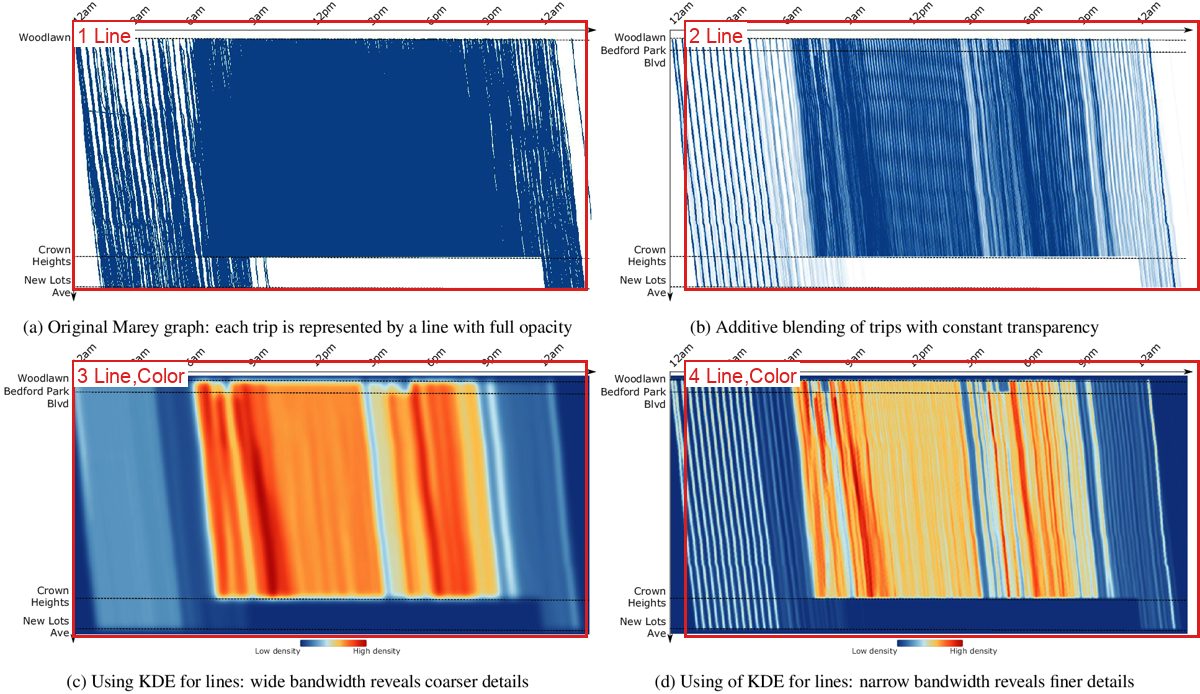 12am 3am 6am 9am 12pm 3pm 6pm 9pm 12am
Woodlawn
1 Line
Crown
Heights
New Lots
Ave
(a) Original Marey graph: each trip is represented by a line with full opacity
12am 3am 6am 9am 12pm 3pm 6pm 9pm 12am
Woodlawn
Bedford Park
Blvd
2 Line
Crown
Heights
New Lots
Ave
(b) Additive blending of trips with constant transparency
12am 3am 6am 9am 12pm 3pm 6pm 9pm 12am
Woodlawn
Bedford Park
Blvd
3 Line,Color
Crown
Heights
New Lots
Ave
Low density High density
(c) Using KDE for lines: wide bandwidth reveals coarser details
12am 3am 6am 9am 12pm 3pm 6pm 9pm 12am
Woodlawn
Bedford Park
Blvd
4 Line,Color
Crown
Heights
New Lots
Ave
Low density High density
(d) Using of KDE for lines: narrow bandwidth reveals finer details